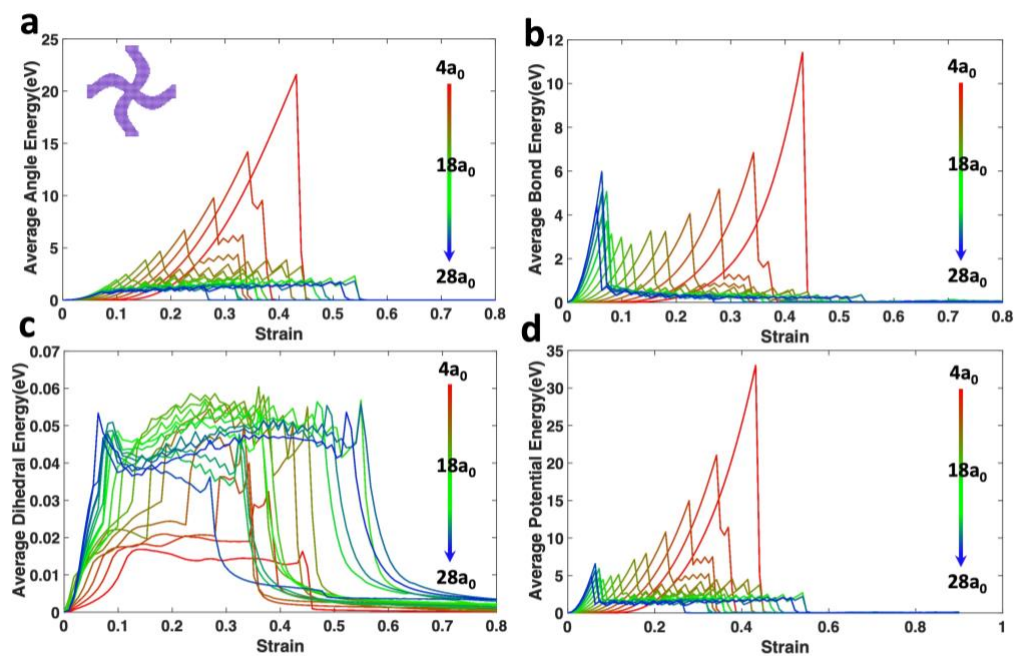 a
25
20
15
10
5
0
Average Angle Energy(eV)
0 0.1 0.2 0.3 0.4 0.5 0.6 0.7 0.8
Strain
4a0
18a0
28a0
b
12
10
8
6
4
2
0
Average Bond Energy(eV)
0 0.1 0.2 0.3 0.4 0.5 0.6 0.7 0.8
Strain
4a0
18a0
28a0
c
0.07
0.06
0.05
0.04
0.03
0.02
0.01
0
Average Dihedral Energy(eV)
0 0.1 0.2 0.3 0.4 0.5 0.6 0.7 0.8
Strain
4a0
18a0
28a0
d
35
30
25
20
15
10
5
0
Average Potential Energy(eV)
0 0.2 0.4 0.6 0.8 1
Strain
4a0
18a0
28a0